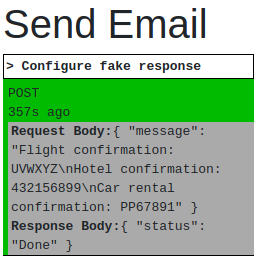 Send Email
> Configure fake response
POST
357s ago
Request Body:{ "message":
"Flight confirmation:
UVWXYZ\nHotel confirmation:
432156899\nCar rental
confirmation: PP67891" }
Response Body:{ "status":
"Done" }